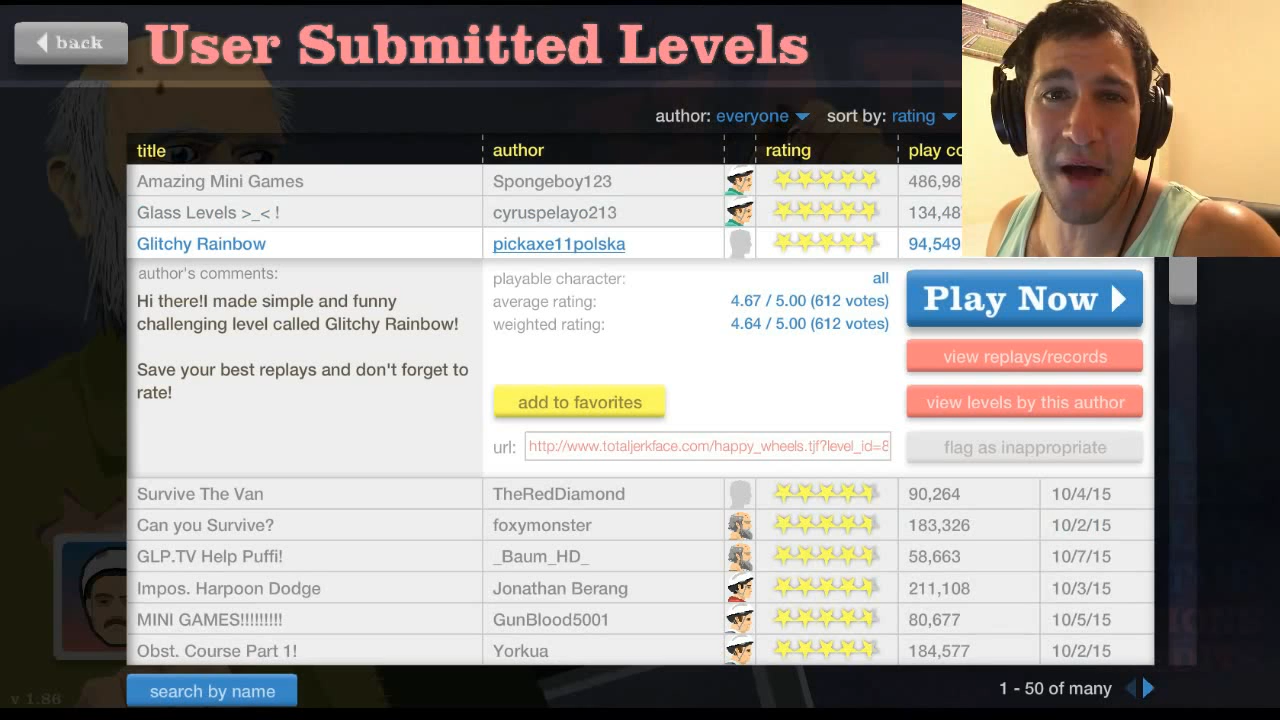 back
User Submitted Levels
author: everyone sort by: rating
title author rating play co
Amazing Mini Games Spongeboy123 486,98
Glass Levels >_< ! cyruspelayo213 134,48
Glitchy Rainbow pickaxe11polska 94,549
author's comments:
Hi there!I made simple and funny
challenging level called Glitchy Rainbow!
Save your best replays and don't forget to
rate!
playable character: all
average rating: 4.67 / 5.00 (612 votes)
weighted rating: 4.64 / 5.00 (612 votes)
add to favorites
url: http://www.totaljerkface.com/happy_wheels.tjf?level_id=8
Play Now
view replays/records
view levels by this author
flag as inappropriate
Survive The Van TheRedDiamond 90,264 10/4/15
Can you Survive? foxymonster 183,326 10/2/15
GLP.TV Help Puffi! _Baum_HD_ 58,663 10/7/15
Impos. Harpoon Dodge Jonathan Berang 211,108 10/3/15
MINI GAMES!!!!!!!!! GunBlood5001 80,677 10/5/15
Obst. Course Part 1! Yorkua 184,577 10/2/15
v 1.86
search by name
1 - 50 of many